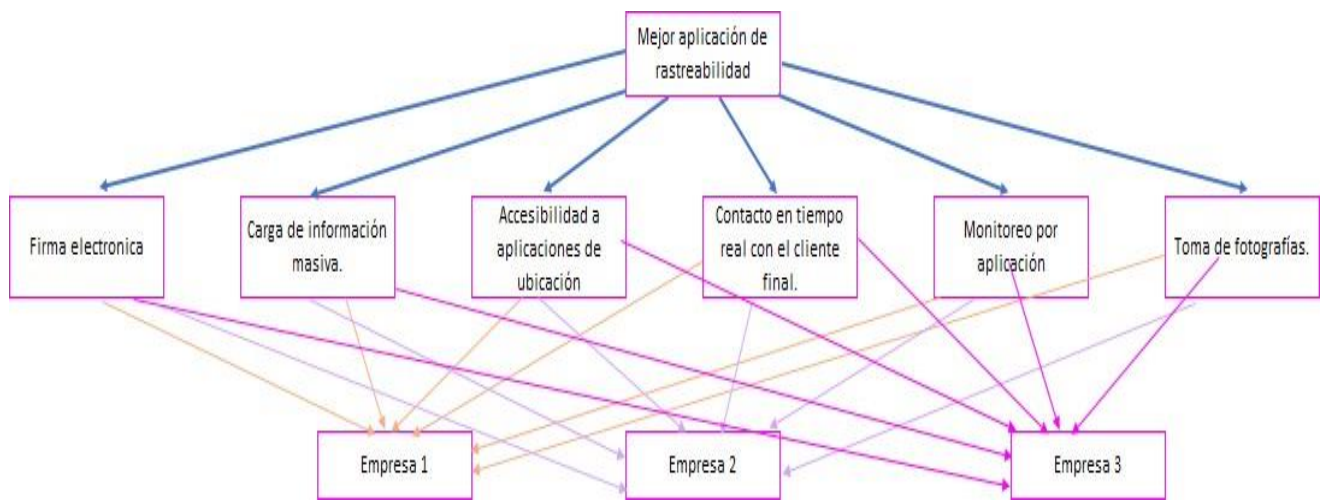 Mejor aplicación de
rastreabilidad
Firma electronica
Carga de información
masiva.
Accesibilidad a
aplicaciones de
ubicación
Contacto en tiempo
real con el cliente
final.
Monitoreo por
aplicación
Toma de fotografías.
Empresa 1
Empresa 2
Empresa 3